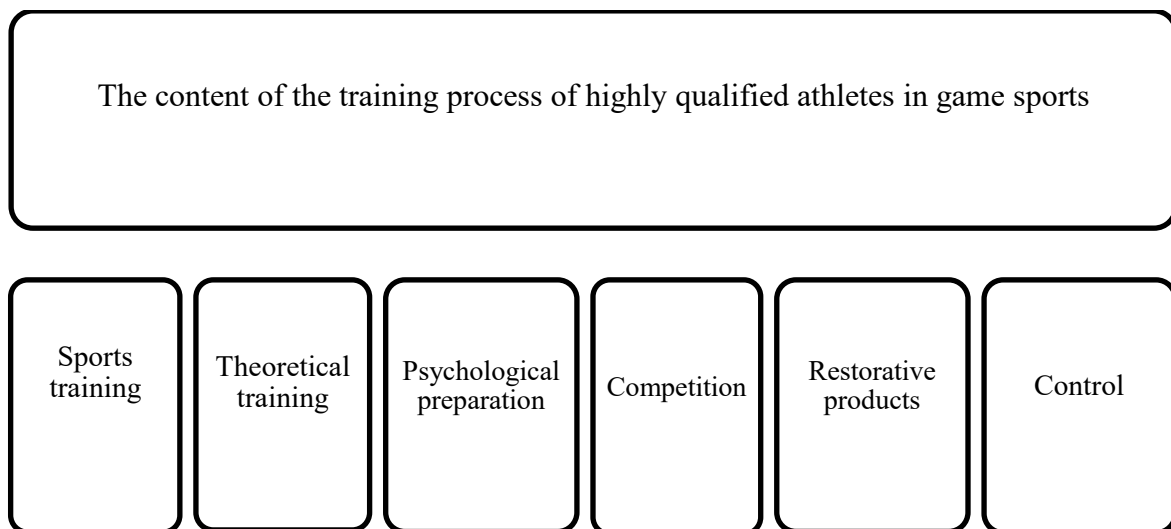 The content of the training process of highly qualified athletes in game sports
Sports
training
Theoretical
training
Psychological
preparation
Competition
Restorative
products
Control